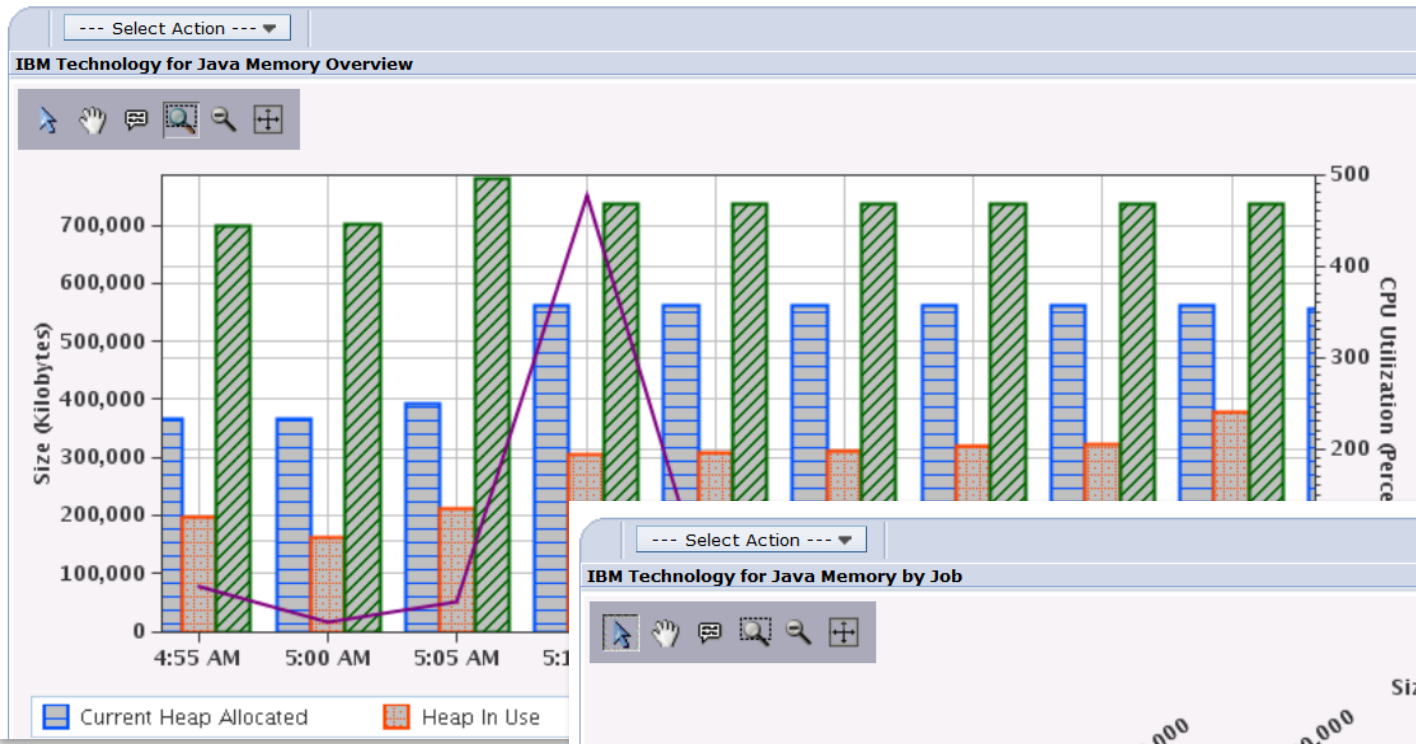 --- Select Action ---
IBM Technology for Java Memory Overview
500
700,000
400
600,000
500,000
300
400,000
300,000
200
200,000
100,000
0
Size (Kilobytes)
CPU Utilization
4:55 AM
5:00 AM
5:05 AM
Current Heap Allocated
Heap In Use
--- Select Action ---
IBM Technology for Java Memory by Job